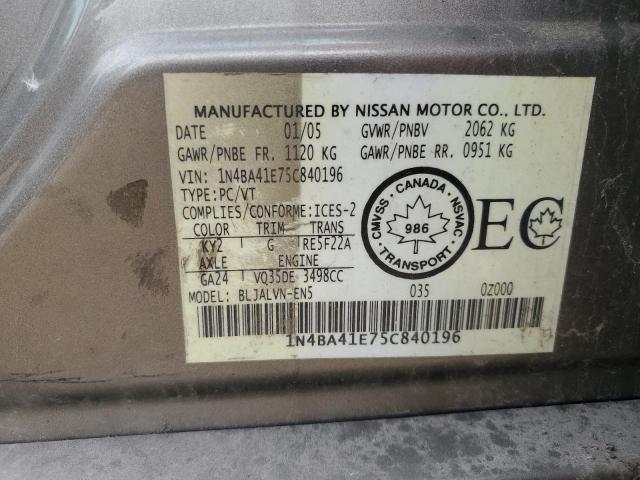 MANUFACTURED BY NISSAN MOTOR CO., LTD.
DATE 01/05 GVWR/PNBV 2062 KG
GAWR/PNBE FR. 1120 KG GAWR/PNBE RR. 0951 KG
VIN: 1N4BA41E75C840196
TYPE: PC/VT
COMPLIES/CONFORME: ICES-2
COLOR TRIM TRANS
KY2 G RE5F22A
AXLE ENGINE
GA24 VQ35DE 3498CC
MODEL: BLJALVN-EN5 035 0Z000
CMVSS · CANADA · NSVAC
986
TRANSPORT
EC
1N4BA41E75C840196